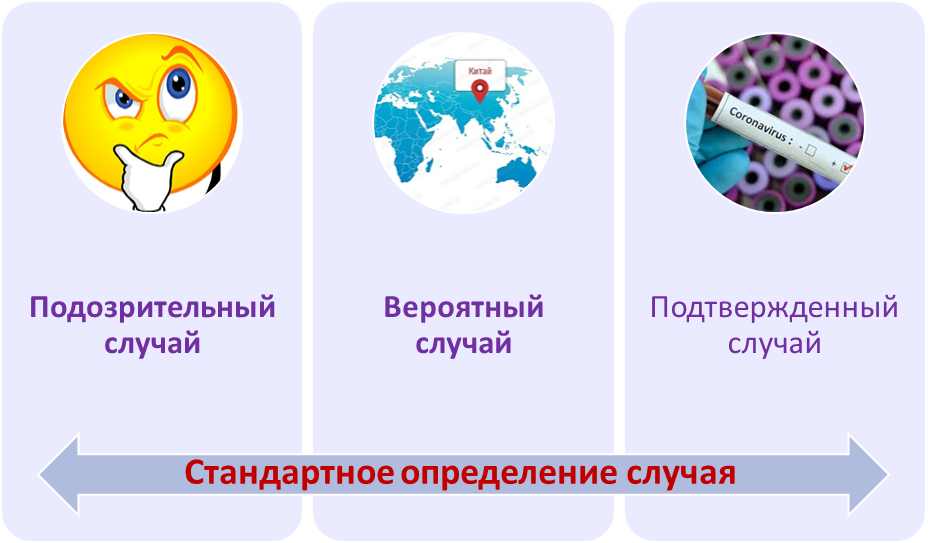 Китай
Coronavirus : -
+
Подозрительный
случай
Вероятный
случай
Подтвержденный
случай
Стандартное определение случая